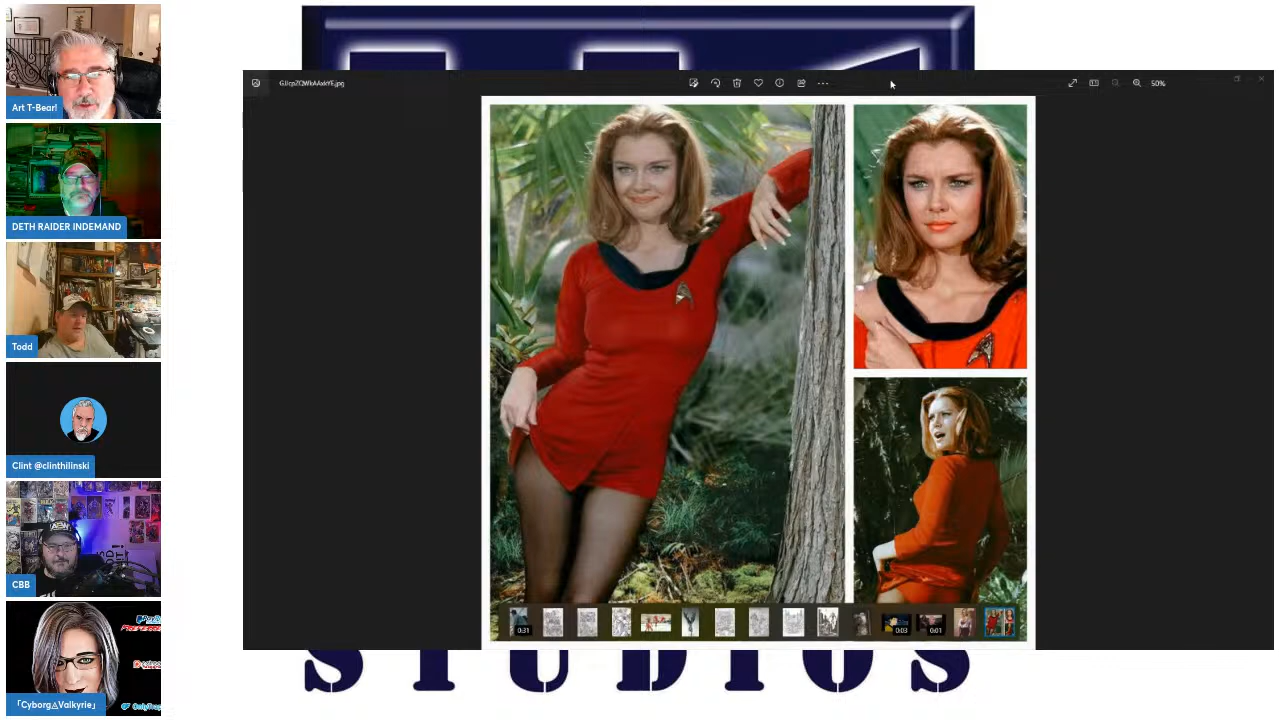 Art T-Bear!
DETH RAIDER INDEMAND
Todd
Clint @clinthilinski
CBB
「Cyborg◬Valkyrie」
50%
0:31
0:03
0:01
STUDIOS